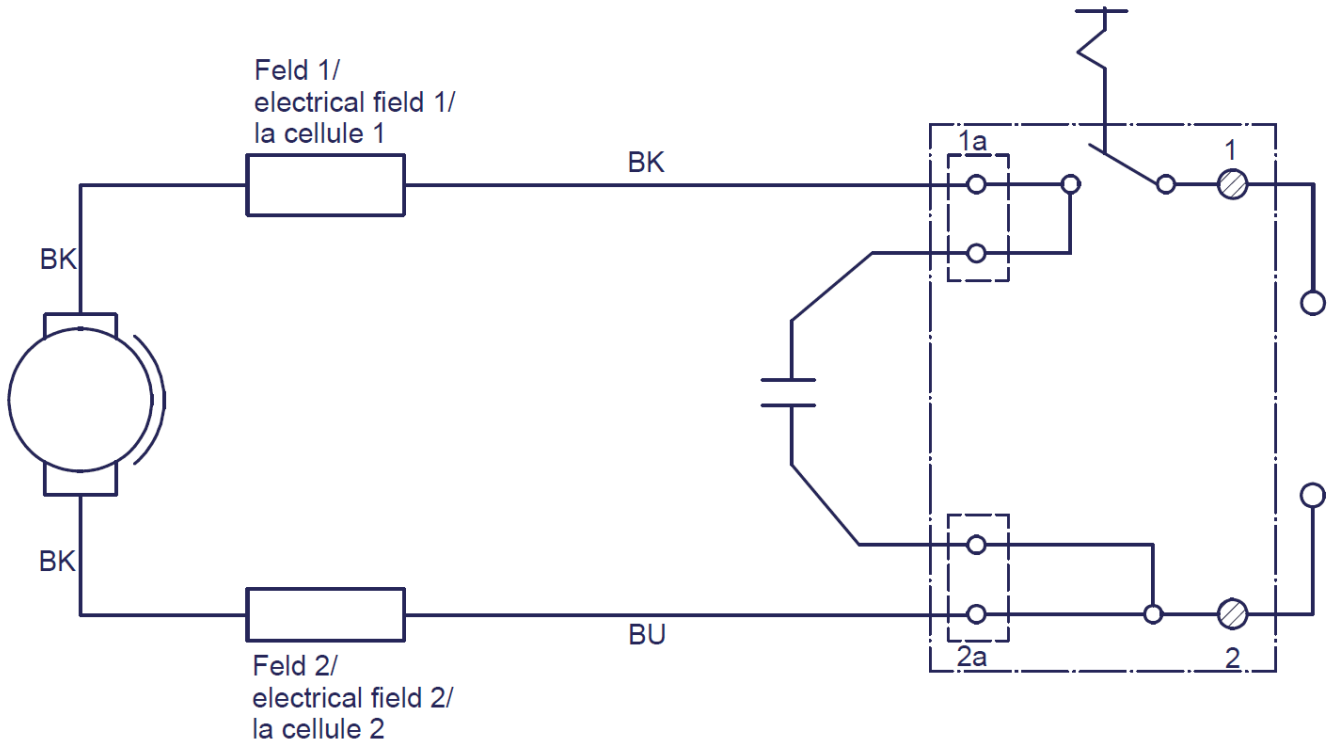 Feld 1/
electrical field 1/
la cellule 1
BK
1a
1
BK
BK
BU
2a
2
Feld 2/
electrical field 2/
la cellule 2